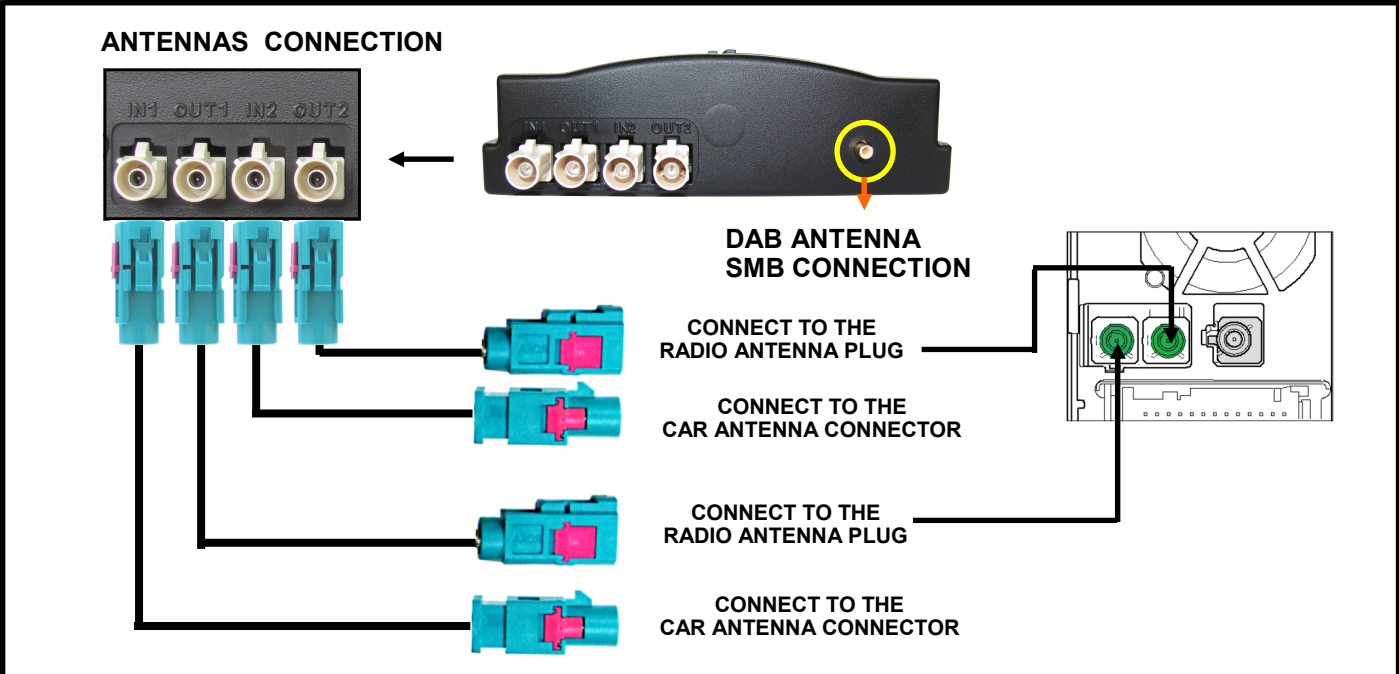 ANTENNAS CONNECTION
IN1 OUT1 IN2 OUT2
IN1 OUT1 IN2 OUT2
DAB ANTENNA
SMB CONNECTION
CONNECT TO THE
RADIO ANTENNA PLUG
CONNECT TO THE
CAR ANTENNA CONNECTOR
CONNECT TO THE
RADIO ANTENNA PLUG
CONNECT TO THE
CAR ANTENNA CONNECTOR